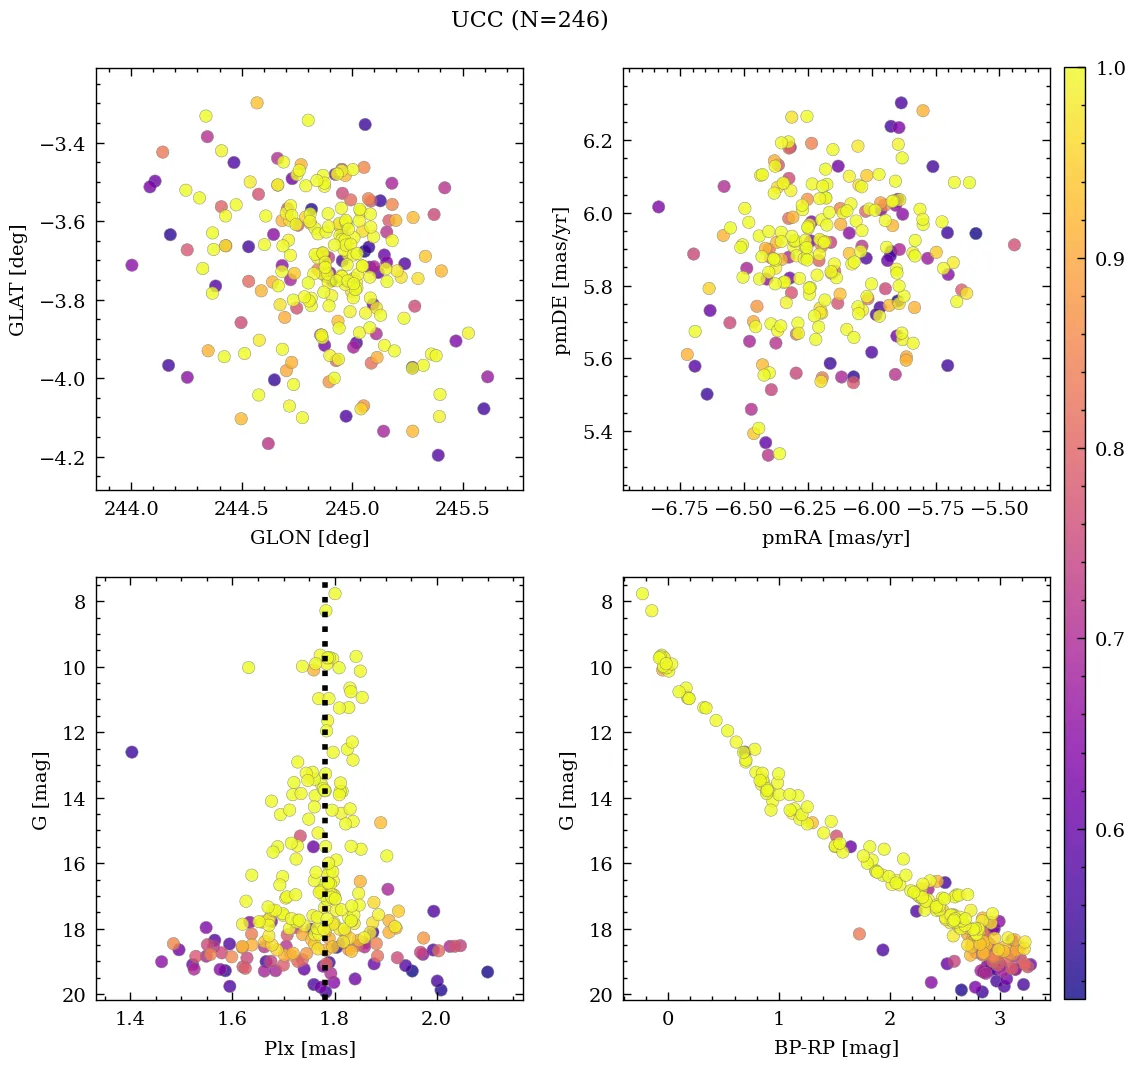 UCC (N=246)
−3.4
−3.6
−3.8
−4.0
−4.2
GLAT [deg]
244.0 244.5 245.0 245.5
GLON [deg]
6.2
6.0
5.8
5.6
5.4
pmDE [mas/yr]
−6.75 −6.50 −6.25 −6.00 −5.75 −5.50
pmRA [mas/yr]
8
10
12
14
16
18
20
G [mag]
1.4 1.6 1.8 2.0
Plx [mas]
8
10
12
14
16
18
20
G [mag]
0 1 2 3
BP-RP [mag]
1.0
0.9
0.8
0.7
0.6